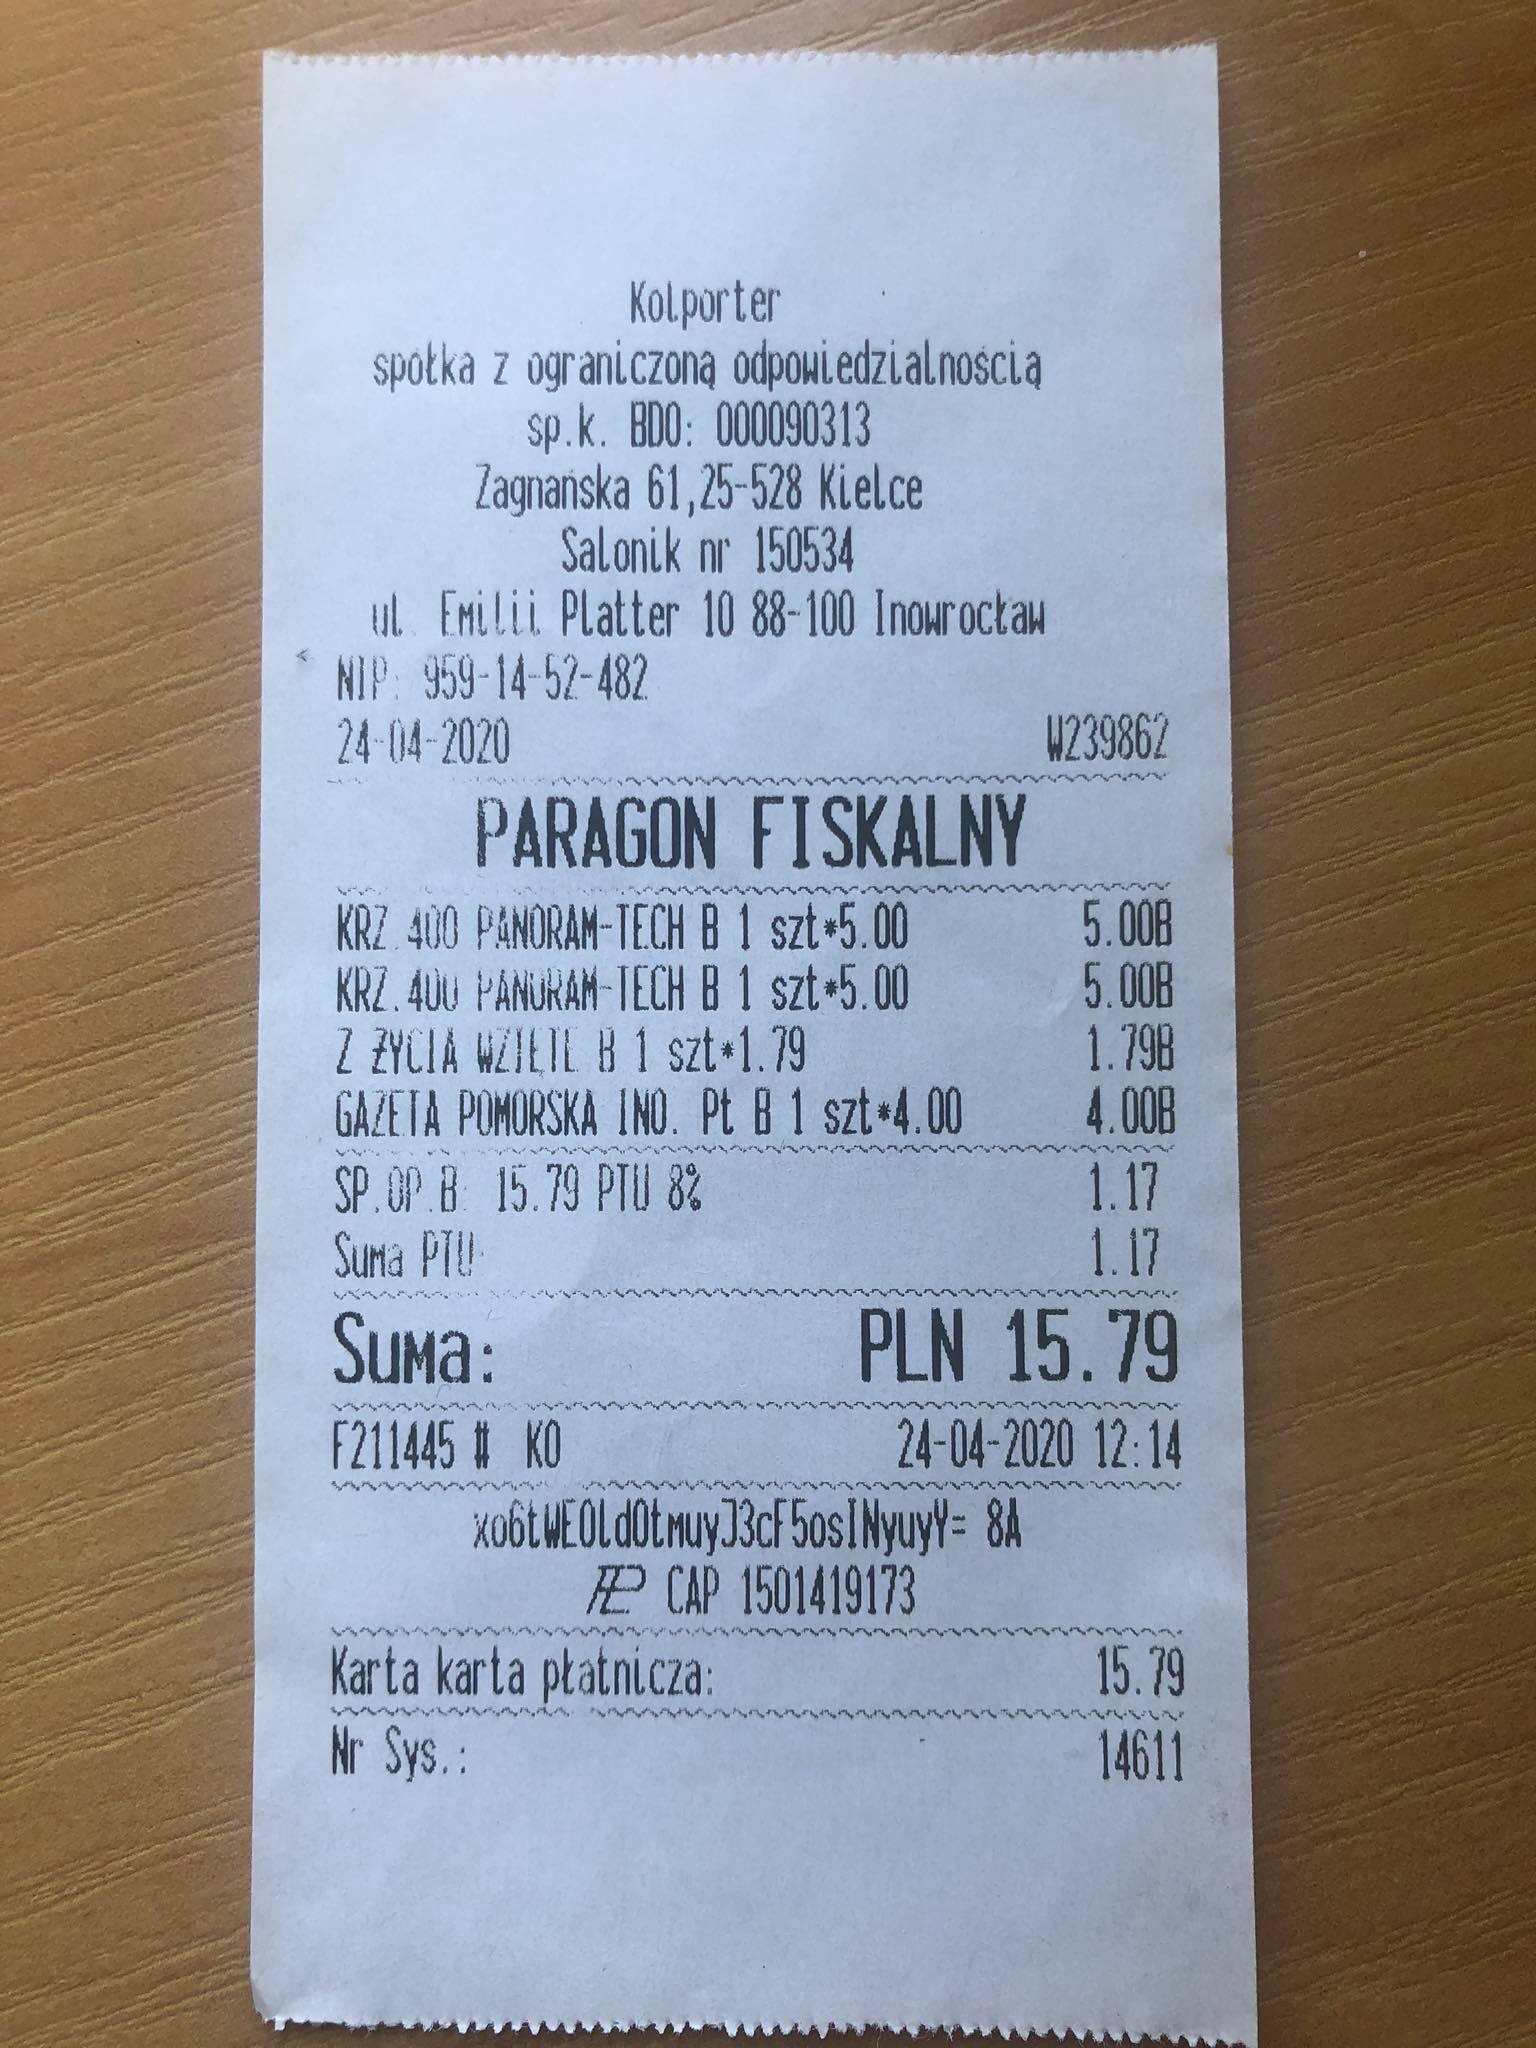 Kolporter
spółka z ograniczoną odpowiedzialnością
sp.k. BDO: 000090313
Zagnańska 61,25-528 Kielce
Salonik nr 150534
ul. Emilii Platter 10 88-100 Inowrocław
NIP: 959-14-52-482
24-04-2020 W239862
PARAGON FISKALNY
KRZ.400 PANORAM-TECH B 1 szt*5.00 5.00B
KRZ.400 PANORAM-TECH B 1 szt*5.00 5.00B
Z ŻYCIA WZIĘTE B 1 szt*1.79 1.79B
GAZETA POMORSKA INO. Pt B 1 szt*4.00 4.00B
SP.OP.B: 15.79 PTU 8% 1.17
Suma PTU 1.17
Suma: PLN 15.79
F211445 # KO 24-04-2020 12:14
xo6tWEOldOtmuyJ3cF5osINyuyY= 8A
CAP 1501419173
Karta karta płatnicza: 15.79
Nr Sys.: 14611